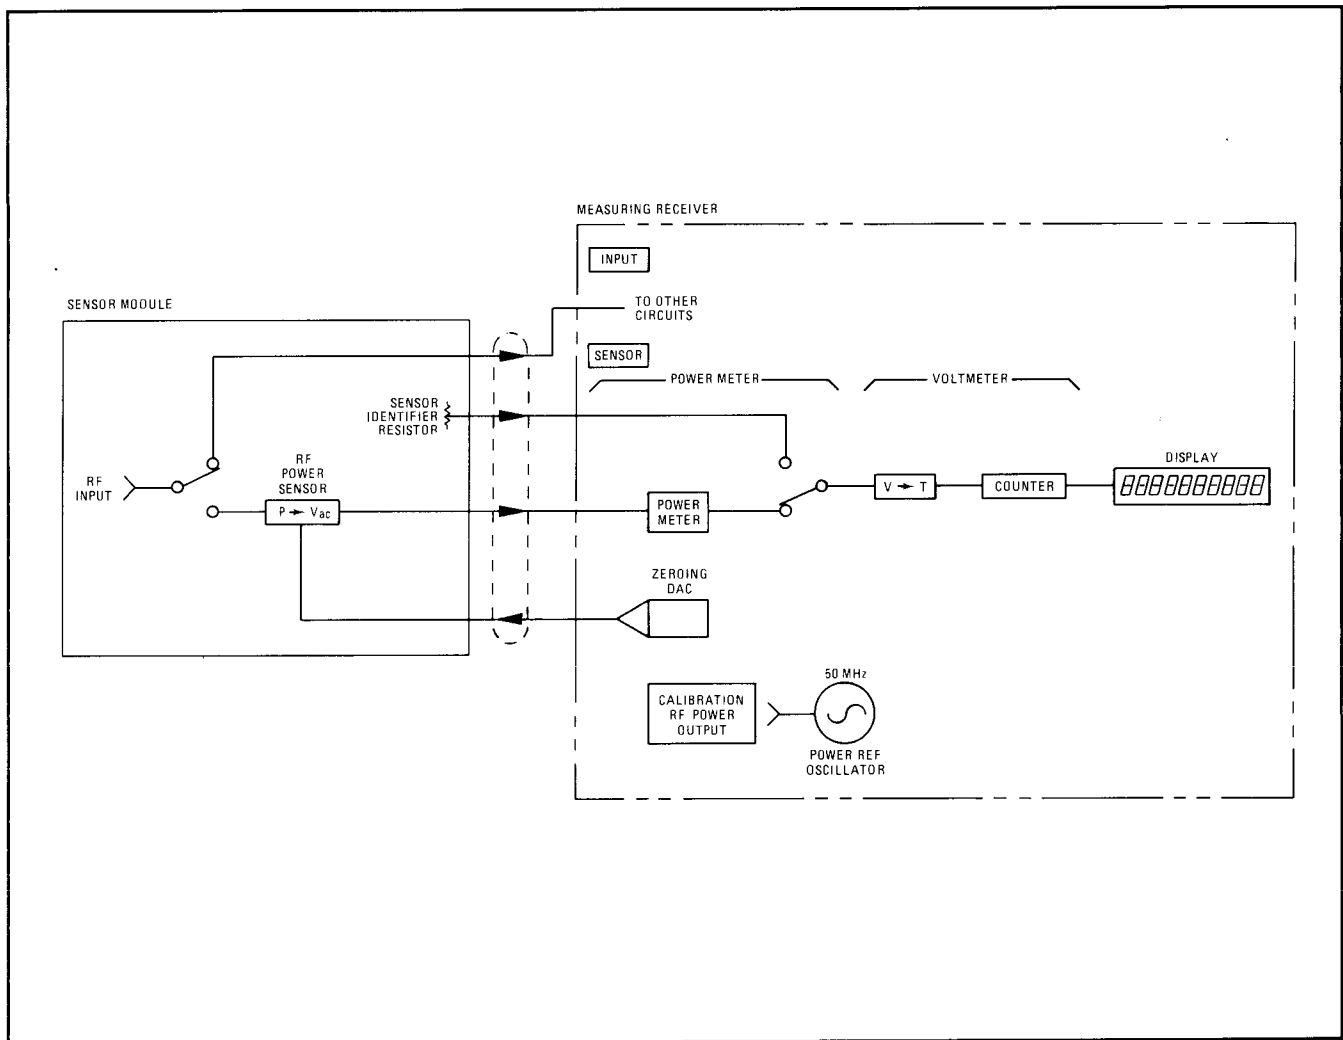 MEASURING RECEIVER
INPUT
SENSOR MODULE
TO OTHER
CIRCUITS
SENSOR
POWER METER
VOLTMETER
SENSOR
IDENTIFIER
RESISTOR
RF
POWER
SENSOR
RF
INPUT
P → Vac
POWER
METER
V → T
COUNTER
DISPLAY
8888888888
ZEROING
DAC
CALIBRATION
RF POWER
OUTPUT
50 MHz
POWER REF
OSCILLATOR